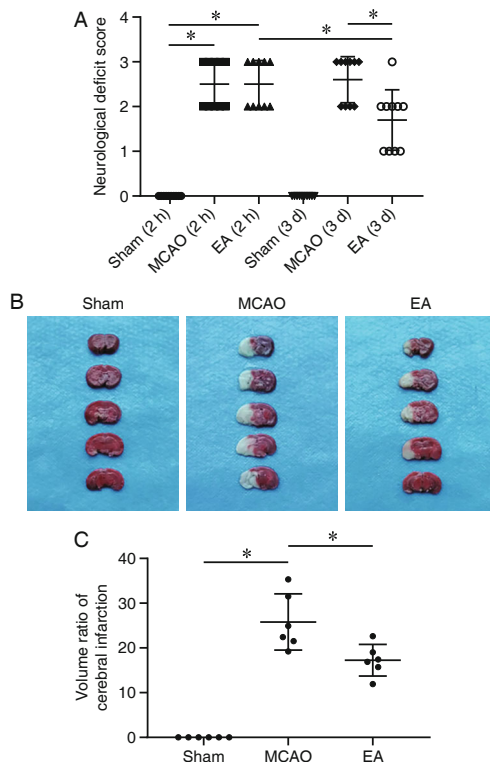 A
Neurological deficit score
4
3
2
1
0
*
*
*
*
Sham (2 h)
MCAO (2 h)
EA (2 h)
Sham (3 d)
MCAO (3 d)
EA (3 d)
B
Sham
MCAO
EA
C
Volume ratio of
cerebral infarction
40
30
20
10
0
*
*
Sham
MCAO
EA